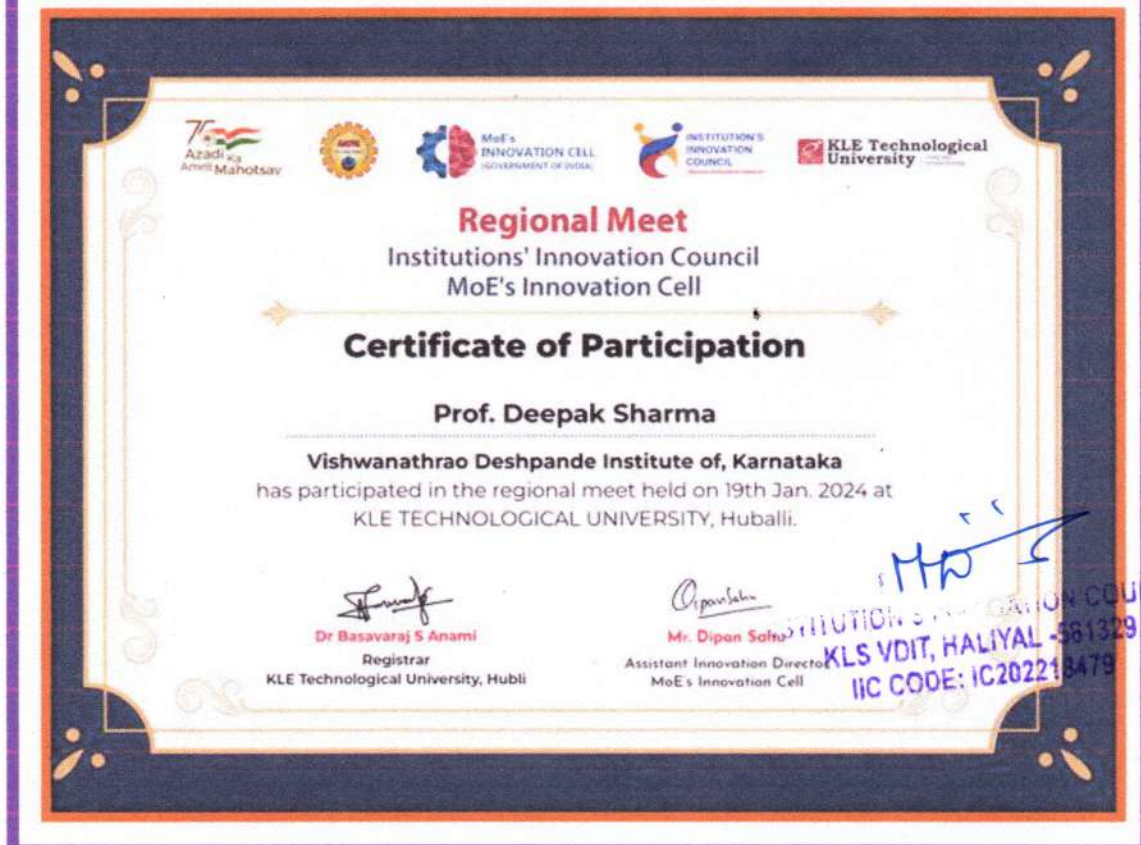 Azadi Ka
Amrit Mahotsav
MoE's
INNOVATION CELL
(GOVERNMENT OF INDIA)
INSTITUTION'S
INNOVATION
COUNCIL
KLE Technological
University
Regional Meet
Institutions' Innovation Council
MoE's Innovation Cell
Certificate of Participation
Prof. Deepak Sharma
Vishwanathrao Deshpande Institute of, Karnataka
has participated in the regional meet held on 19th Jan. 2024 at
KLE TECHNOLOGICAL UNIVERSITY, Huballi.
Dr Basavaraj S Anami
Registrar
KLE Technological University, Hubli
Mr. Dipan
Assistant Innovation Director
MoE's Innovation Cell
KLS VDIT, HALIYAL -581329
IIC CODE: IC202218479